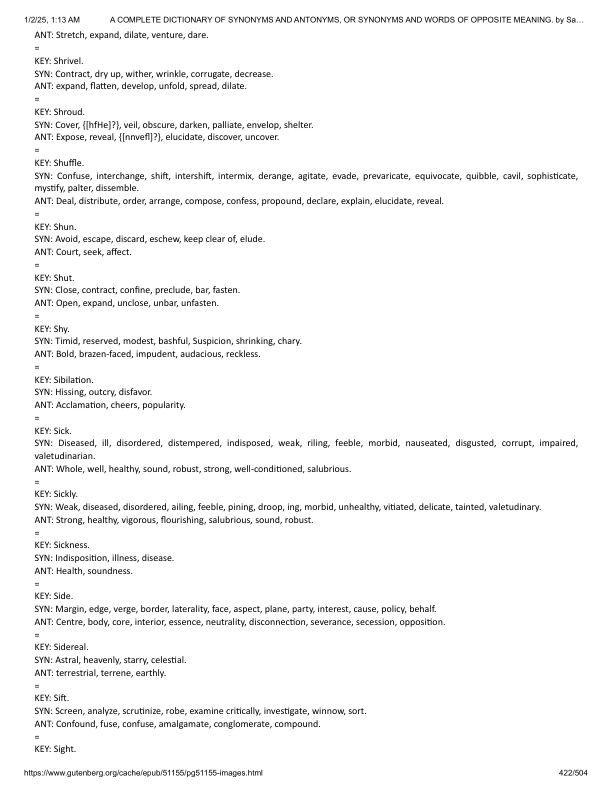 1/2/25, 1:13 AM A COMPLETE DICTIONARY OF SYNONYMS AND ANTONYMS, OR SYNONYMS AND WORDS OF OPPOSITE MEANING. by Sa…
ANT: Stretch, expand, dilate, venture, dare.
=
KEY: Shrivel.
SYN: Contract, dry up, wither, wrinkle, corrugate, decrease.
ANT: expand, flatten, develop, unfold, spread, dilate.
=
KEY: Shroud.
SYN: Cover, {[hfHe]?}, veil, obscure, darken, palliate, envelop, shelter.
ANT: Expose, reveal, {[nnvefl]?}, elucidate, discover, uncover.
=
KEY: Shuffle.
SYN: Confuse, interchange, shift, intershift, intermix, derange, agitate, evade, prevaricate, equivocate, quibble, cavil, sophisticate,
mystify, palter, dissemble.
ANT: Deal, distribute, order, arrange, compose, confess, propound, declare, explain, elucidate, reveal.
=
KEY: Shun.
SYN: Avoid, escape, discard, eschew, keep clear of, elude.
ANT: Court, seek, affect.
=
KEY: Shut.
SYN: Close, contract, confine, preclude, bar, fasten.
ANT: Open, expand, unclose, unbar, unfasten.
=
KEY: Shy.
SYN: Timid, reserved, modest, bashful, Suspicion, shrinking, chary.
ANT: Bold, brazen-faced, impudent, audacious, reckless.
=
KEY: Sibilation.
SYN: Hissing, outcry, disfavor.
ANT: Acclamation, cheers, popularity.
=
KEY: Sick.
SYN: Diseased, ill, disordered, distempered, indisposed, weak, riling, feeble, morbid, nauseated, disgusted, corrupt, impaired,
valetudinarian.
ANT: Whole, well, healthy, sound, robust, strong, well-conditioned, salubrious.
=
KEY: Sickly.
SYN: Weak, diseased, disordered, ailing, feeble, pining, droop, ing, morbid, unhealthy, vitiated, delicate, tainted, valetudinary.
ANT: Strong, healthy, vigorous, flourishing, salubrious, sound, robust.
=
KEY: Sickness.
SYN: Indisposition, illness, disease.
ANT: Health, soundness.
=
KEY: Side.
SYN: Margin, edge, verge, border, laterality, face, aspect, plane, party, interest, cause, policy, behalf.
ANT: Centre, body, core, interior, essence, neutrality, disconnection, severance, secession, opposition.
=
KEY: Sidereal.
SYN: Astral, heavenly, starry, celestial.
ANT: terrestrial, terrene, earthly.
=
KEY: Sift.
SYN: Screen, analyze, scrutinize, robe, examine critically, investigate, winnow, sort.
ANT: Confound, fuse, confuse, amalgamate, conglomerate, compound.
=
KEY: Sight.
https://www.gutenberg.org/cache/epub/51155/pg51155-images.html 422/504